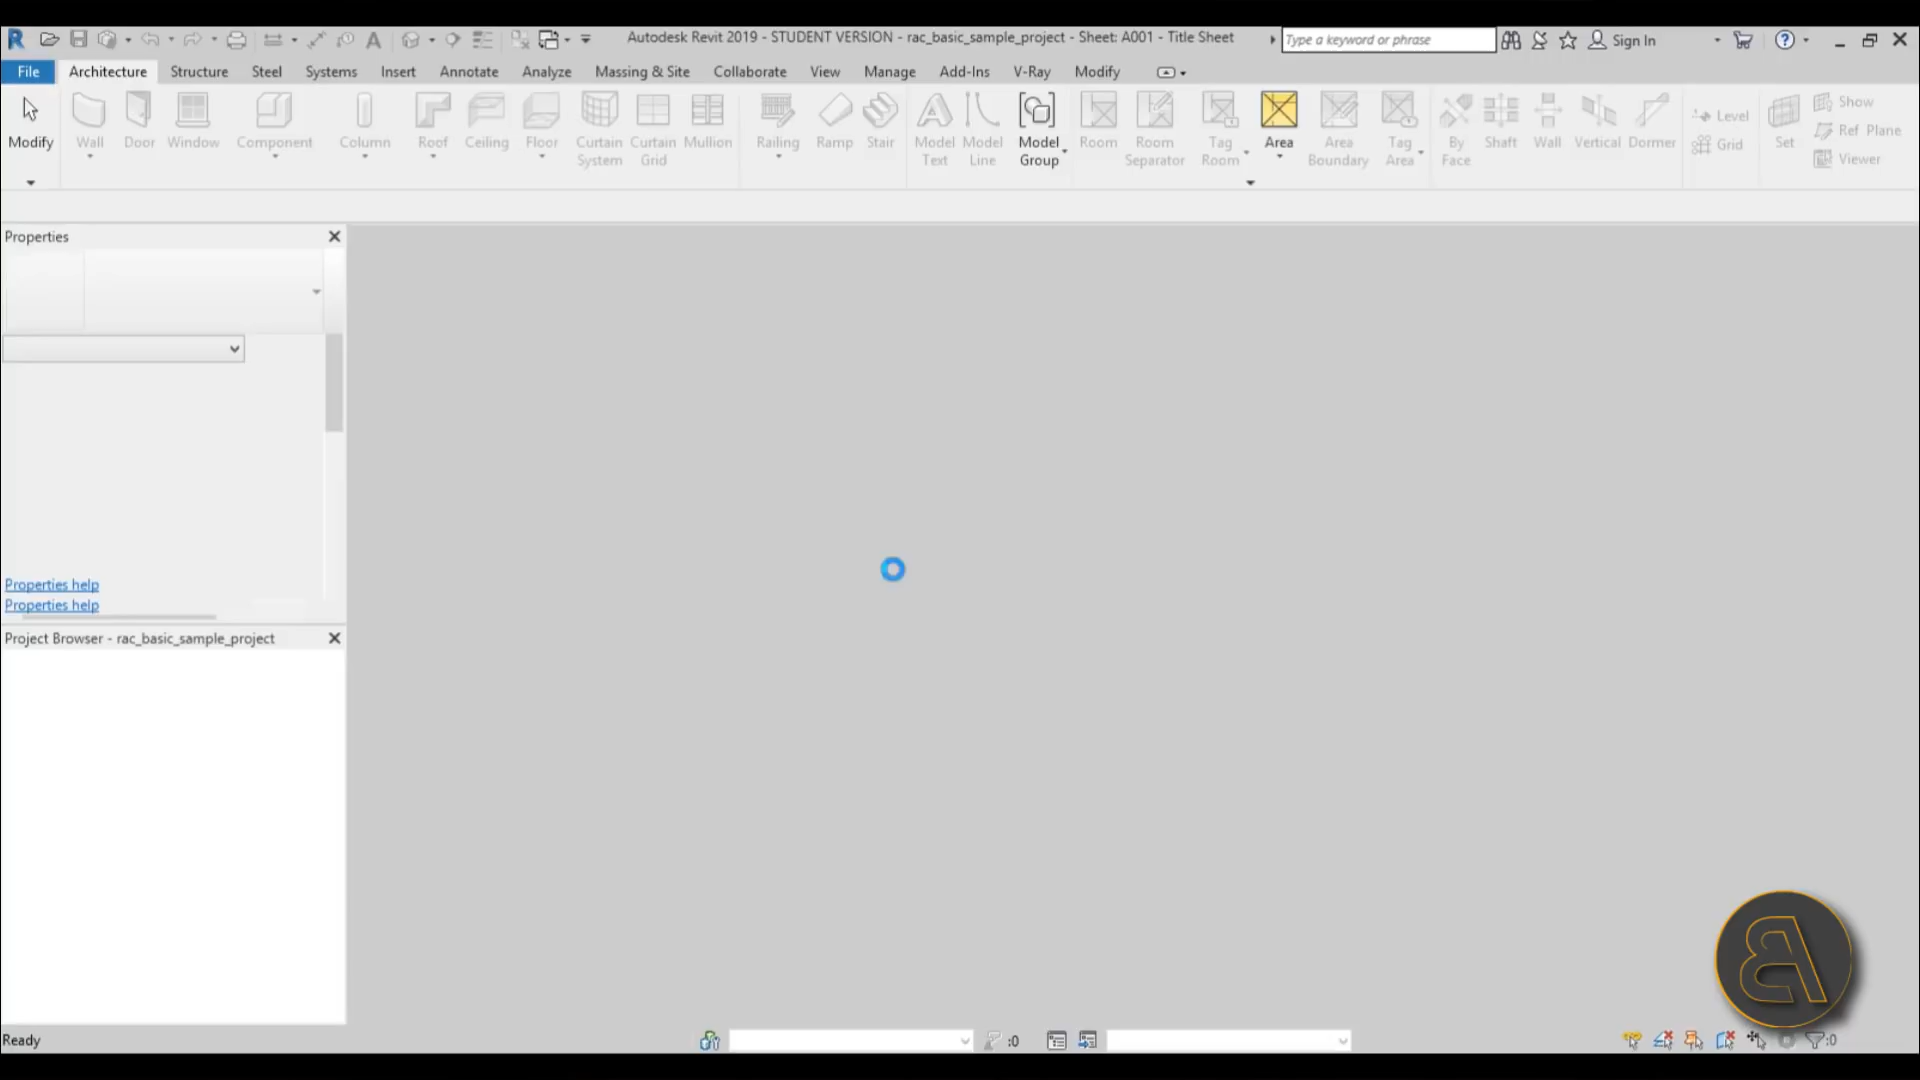 Autodesk Revit 2019 - STUDENT VERSION - rac_basic_sample_project - Sheet: A001 - Title Sheet
Type a keyword or phrase
Sign In
File Architecture Structure Steel Systems Insert Annotate Analyze Massing & Site Collaborate View Manage Add-Ins V-Ray Modify
Modify
Wall
Door
Window
Component
Column
Roof
Ceiling
Floor
Curtain
System
Curtain
Grid
Mullion
Railing
Ramp
Stair
Model
Text
Model
Line
Model
Group
Room
Room
Separator
Tag
Room
Area
Area
Boundary
Tag
Area
By
Face
Shaft
Wall
Vertical
Dormer
Level
Grid
Set
Show
Ref Plane
Viewer
Properties
Properties help
Properties help
Project Browser - rac_basic_sample_project
Ready
:0
:0